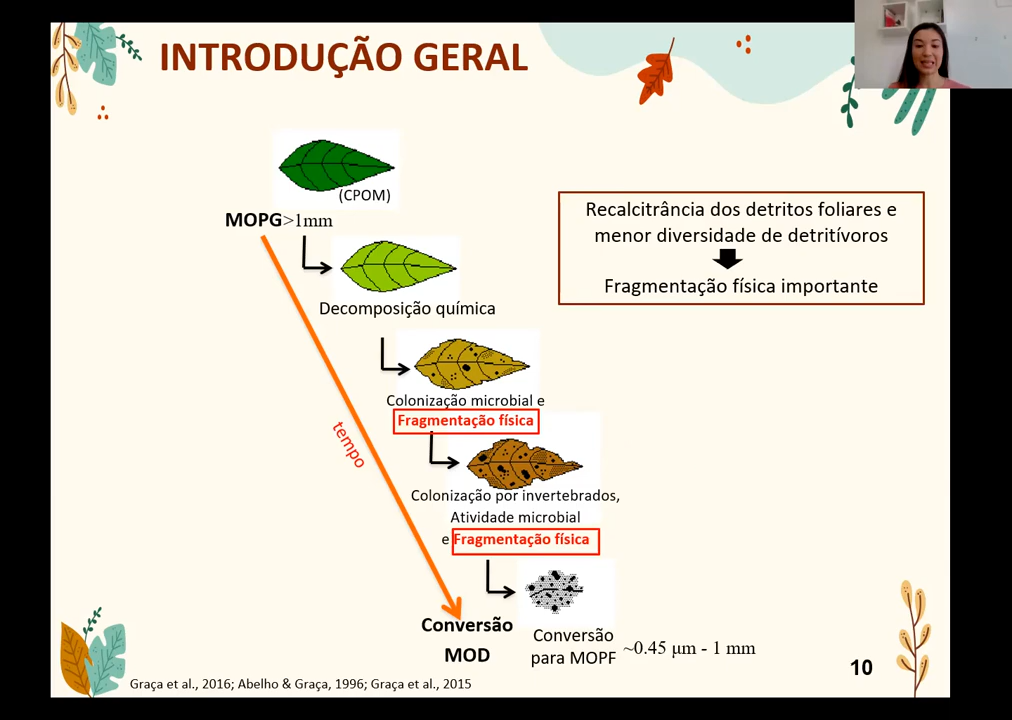 INTRODUÇÃO GERAL
(CPOM)
MOPG>1mm
Decomposição química
Colonização microbial e
Fragmentação física
Colonização por invertebrados,
Atividade microbial
e Fragmentação física
tempo
Conversão
MOD
Conversão
para MOPF
~0.45 μm - 1 mm
Recalcitrância dos detritos foliares e
menor diversidade de detritívoros
Fragmentação física importante
10
Graça et al., 2016; Abelho & Graça, 1996; Graça et al., 2015